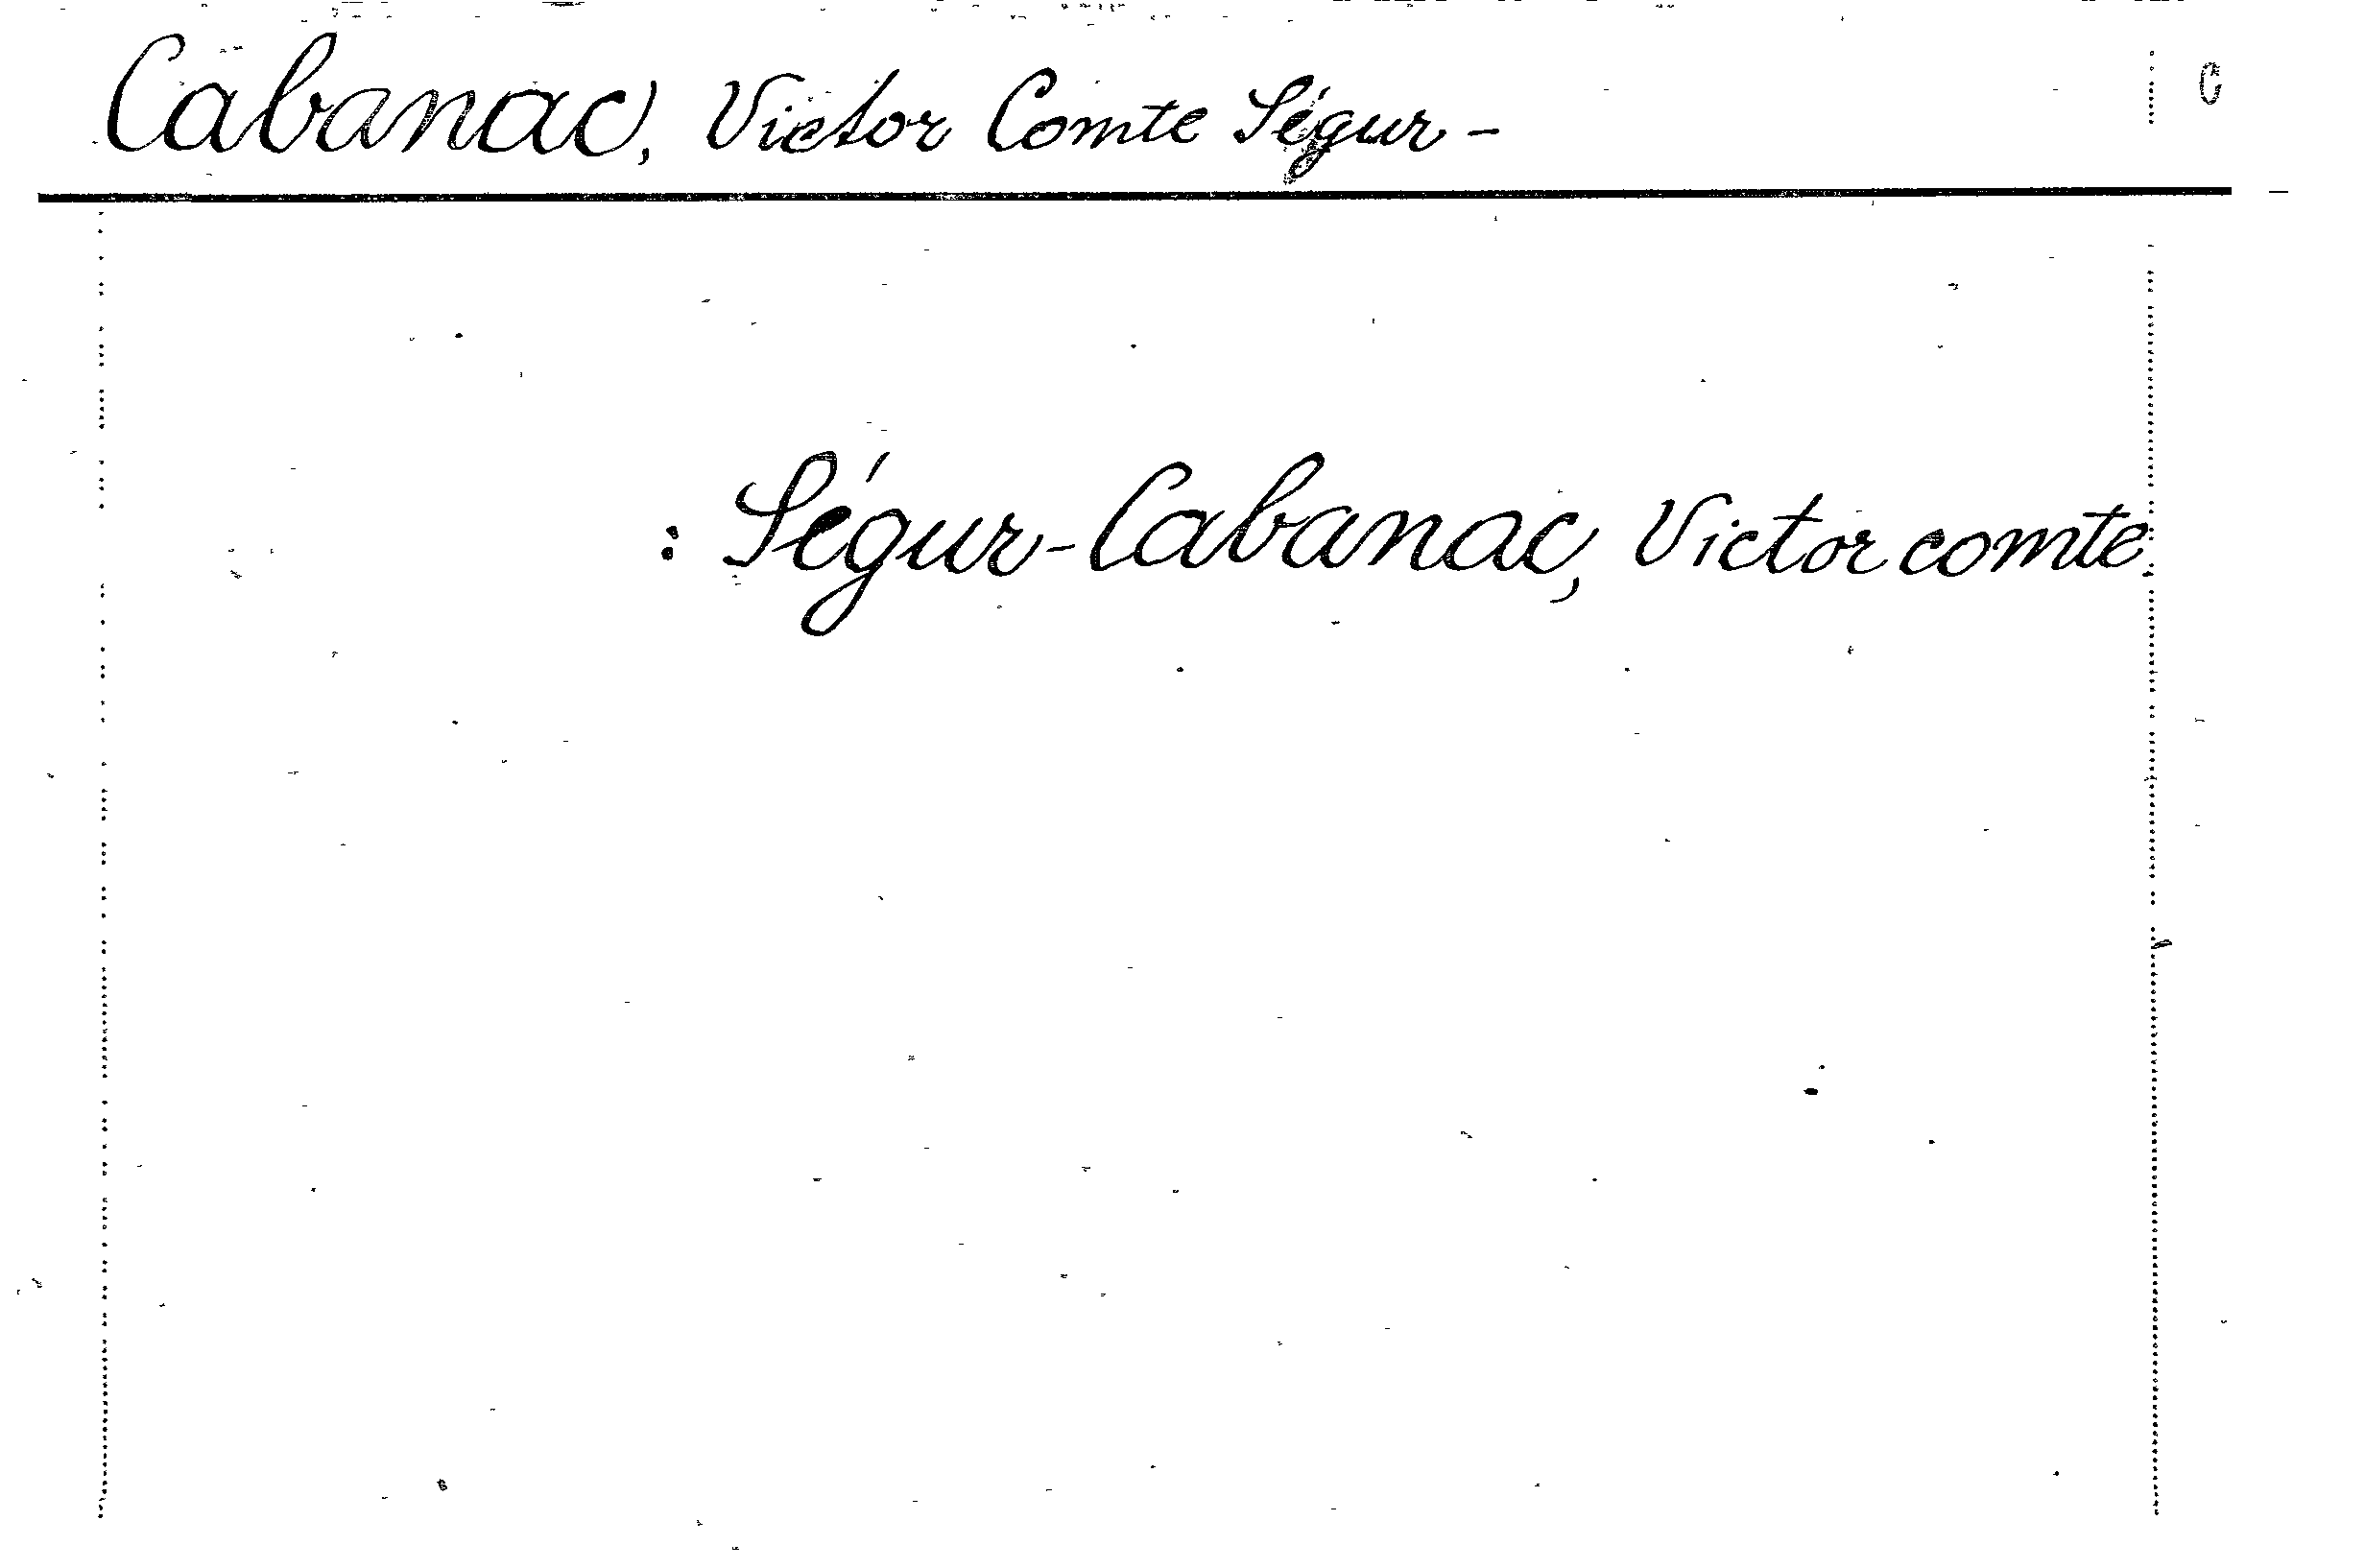 Cabanac, Victor Comte Ségur- C
: Ségur-Cabanac, Victor comte